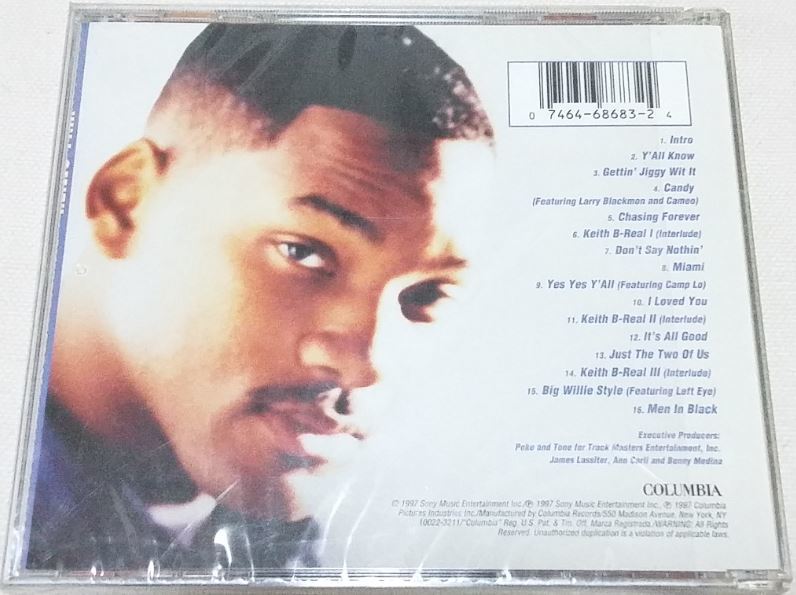 0 7464-68683-2 4
1. Intro
2. Y'All Know
3. Gettin' Jiggy Wit It
4. Candy
(Featuring Larry Blackmon and Cameo)
5. Chasing Forever
6. Keith B-Real I (Interlude)
7. Don't Say Nothin'
8. Miami
9. Yes Yes Y'All (Featuring Camp Lo)
10. I Loved You
11. Keith B-Real II (Interlude)
12. It's All Good
13. Just The Two Of Us
14. Keith B-Real III (Interlude)
15. Big Willie Style (Featuring Left Eye)
16. Men In Black
Executive Producers:
Poke and Tone for Track Masters Entertainment, Inc.
James Lassiter, Ann Carli and Benny Medina
COLUMBIA
© 1997 Sony Music Entertainment Inc./℗ 1997 Sony Music Entertainment Inc., ℗ 1997 Columbia
Pictures Industries Inc./Manufactured by Columbia Records/550 Madison Avenue, New York, NY
10022-3211/"Columbia" Reg. U.S. Pat. & Tm. Off. Marca Registrada./WARNING: All Rights
Reserved. Unauthorized duplication is a violation of applicable laws.